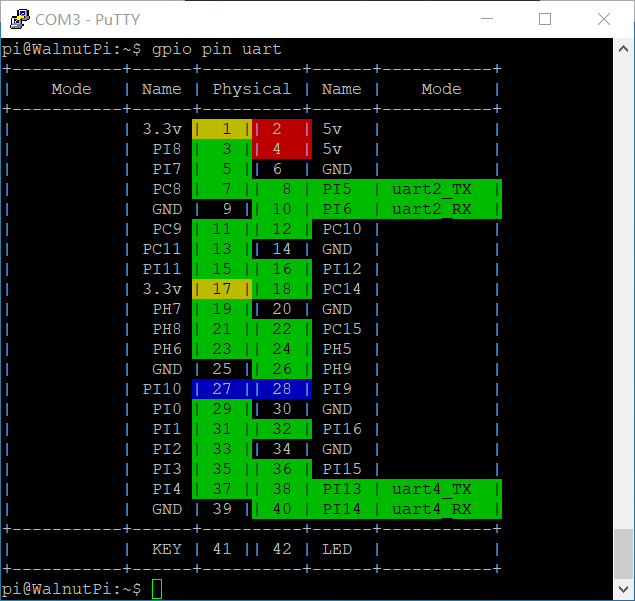 COM3 - PuTTY
pi@WalnutPi:~$ gpio pin uart
+-----------+------+----------+------+-----------+
|    Mode   | Name | Physical | Name |    Mode   |
+-----------+------+----------+------+-----------+
|           | 3.3v |  1 || 2  | 5v   |           |
|           |  PI8 |  3 || 4  | 5v   |           |
|           |  PI7 |  5 || 6  | GND  |           |
|           |  PC8 |  7 ||  8 | PI5  | uart2_TX  |
|           |  GND |  9 || 10 | PI6  | uart2_RX  |
|           |  PC9 | 11 || 12 | PC10 |           |
|           | PC11 | 13 || 14 | GND  |           |
|           | PI11 | 15 || 16 | PI12 |           |
|           | 3.3v | 17 || 18 | PC14 |           |
|           |  PH7 | 19 || 20 | GND  |           |
|           |  PH8 | 21 || 22 | PC15 |           |
|           |  PH6 | 23 || 24 | PH5  |           |
|           |  GND | 25 || 26 | PH9  |           |
|           | PI10 | 27 || 28 | PI9  |           |
|           |  PI0 | 29 || 30 | GND  |           |
|           |  PI1 | 31 || 32 | PI16 |           |
|           |  PI2 | 33 || 34 | GND  |           |
|           |  PI3 | 35 || 36 | PI15 |           |
|           |  PI4 | 37 || 38 | PI13 | uart4_TX  |
|           |  GND | 39 || 40 | PI14 | uart4_RX  |
+-----------+------+----------+------+-----------+
|           |  KEY | 41 || 42 | LED  |           |
+-----------+------+----------+------+-----------+
pi@WalnutPi:~$